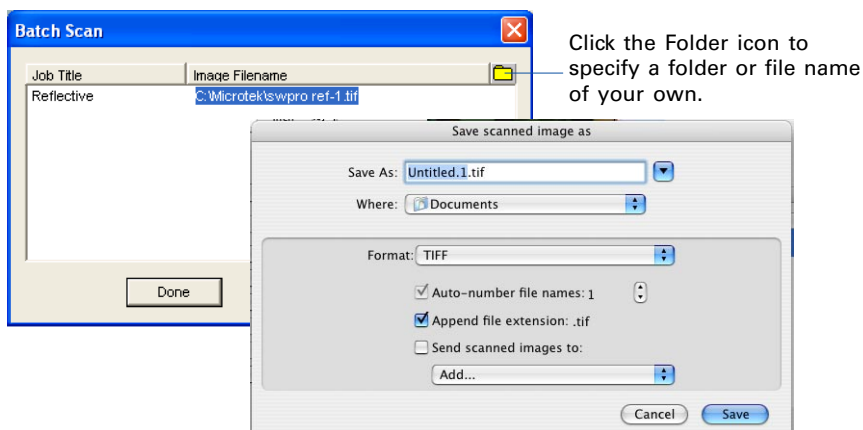 Batch Scan
Job Title Image Filename
Reflective C:\Microtek\swpro ref-1.tif
Done
Click the Folder icon to
specify a folder or file name
of your own.
Save scanned image as
Save As: Untitled.1.tif
Where: Documents
Format: TIFF
Auto-number file names: 1
Append file extension: .tif
Send scanned images to:
Add...
Cancel Save